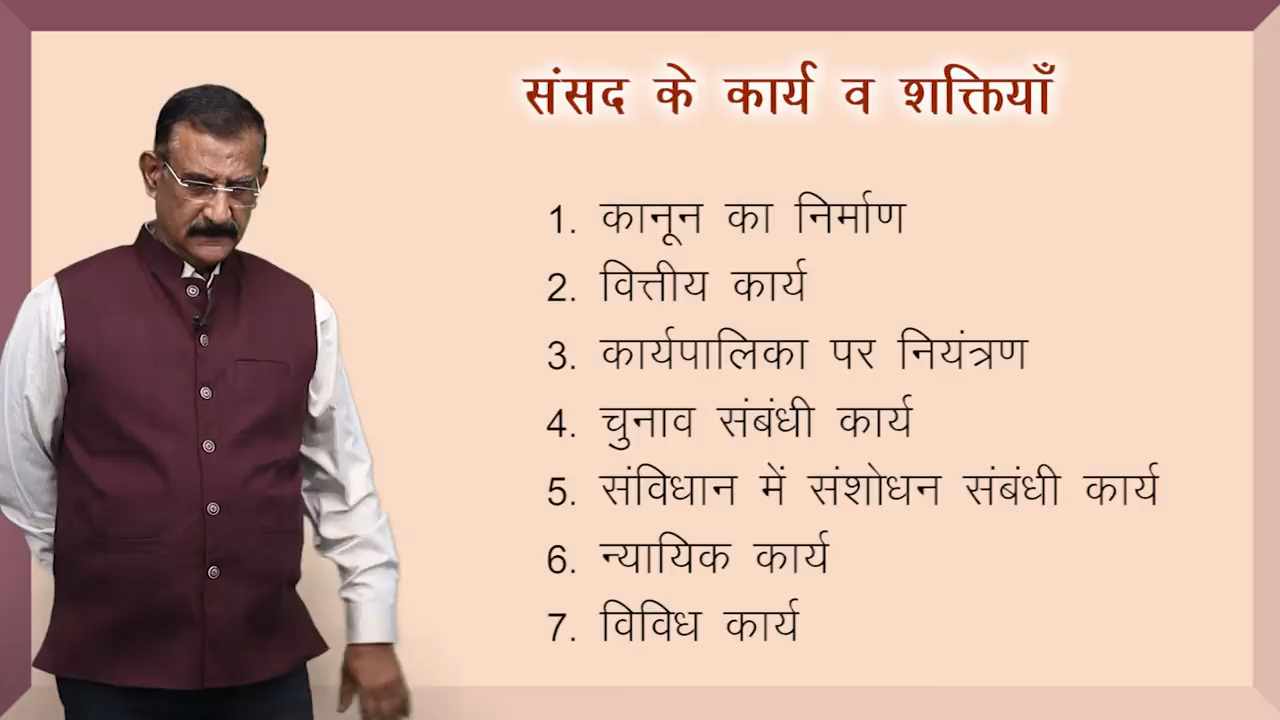 संसद के कार्य व शक्तियाँ
1. कानून का निर्माण
2. वित्तीय कार्य
3. कार्यपालिका पर नियंत्रण
4. चुनाव संबंधी कार्य
5. संविधान में संशोधन संबंधी कार्य
6. न्यायिक कार्य
7. विविध कार्य